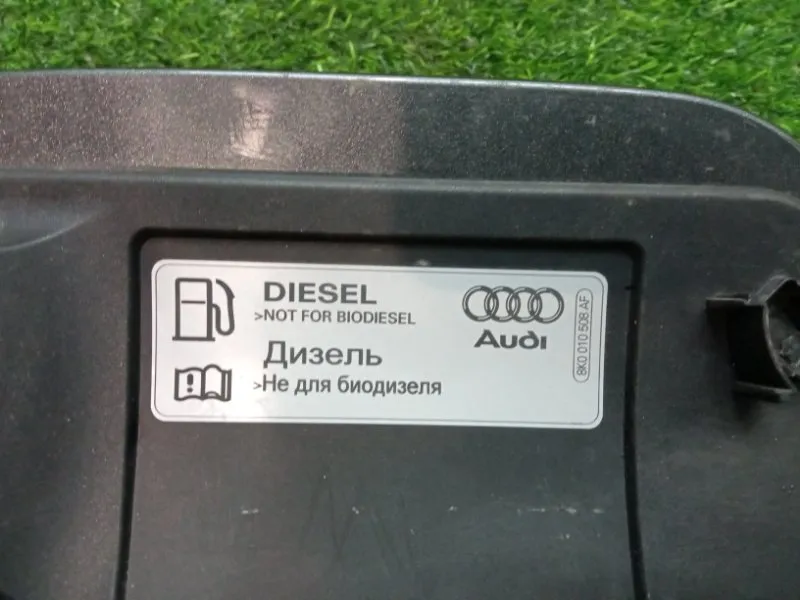 DIESEL
>NOT FOR BIODIESEL
Дизель
>Не для биодизеля
Audi
8K0 010 508 AF